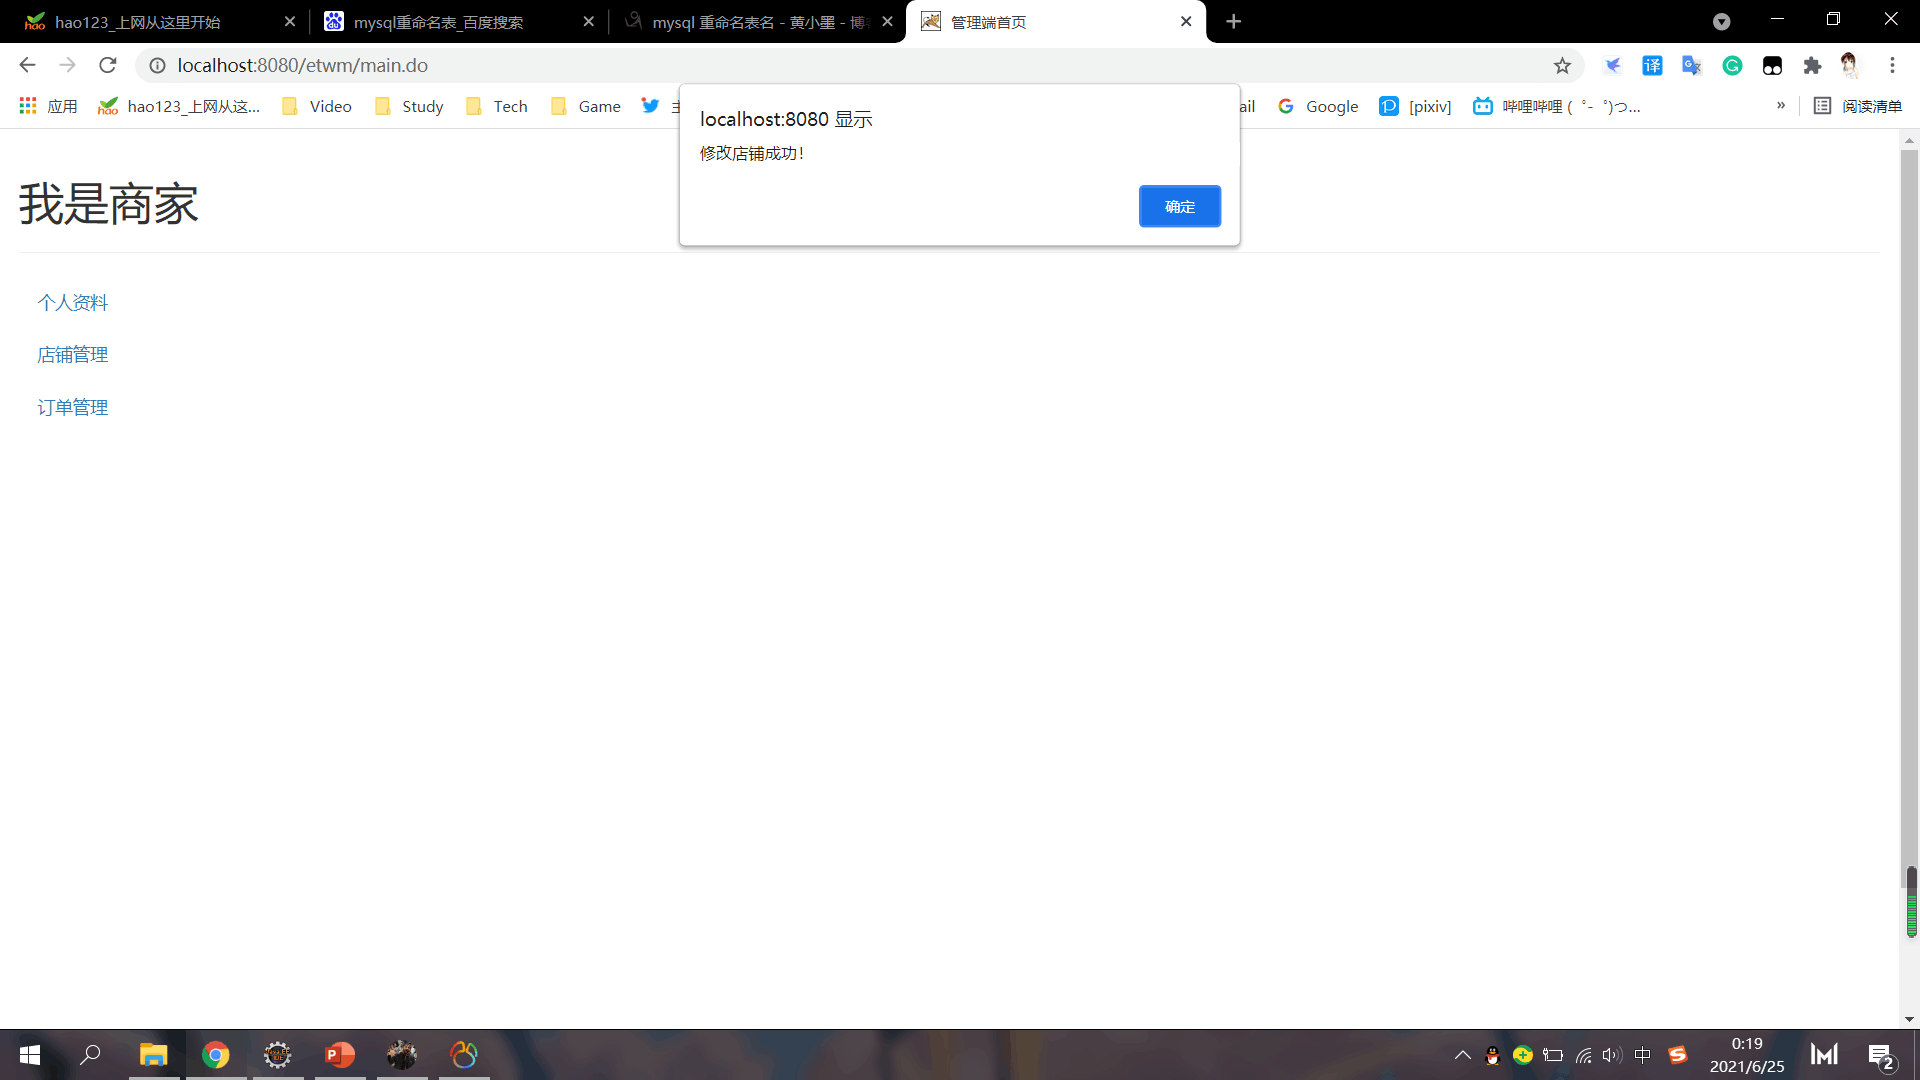 hao123_上网从这里开始
mysql重命名表_百度搜索
mysql 重命名表名 - 黄小墨 - 博
管理端首页
localhost:8080/etwm/main.do
应用
hao123_上网从这...
Video
Study
Tech
Game
ail
Google
[pixiv]
哔哩哔哩 ( ゜- ゜)つ...
»
阅读清单
localhost:8080 显示
修改店铺成功!
确定
我是商家
个人资料
店铺管理
订单管理
中
0:19
2021/6/25
2